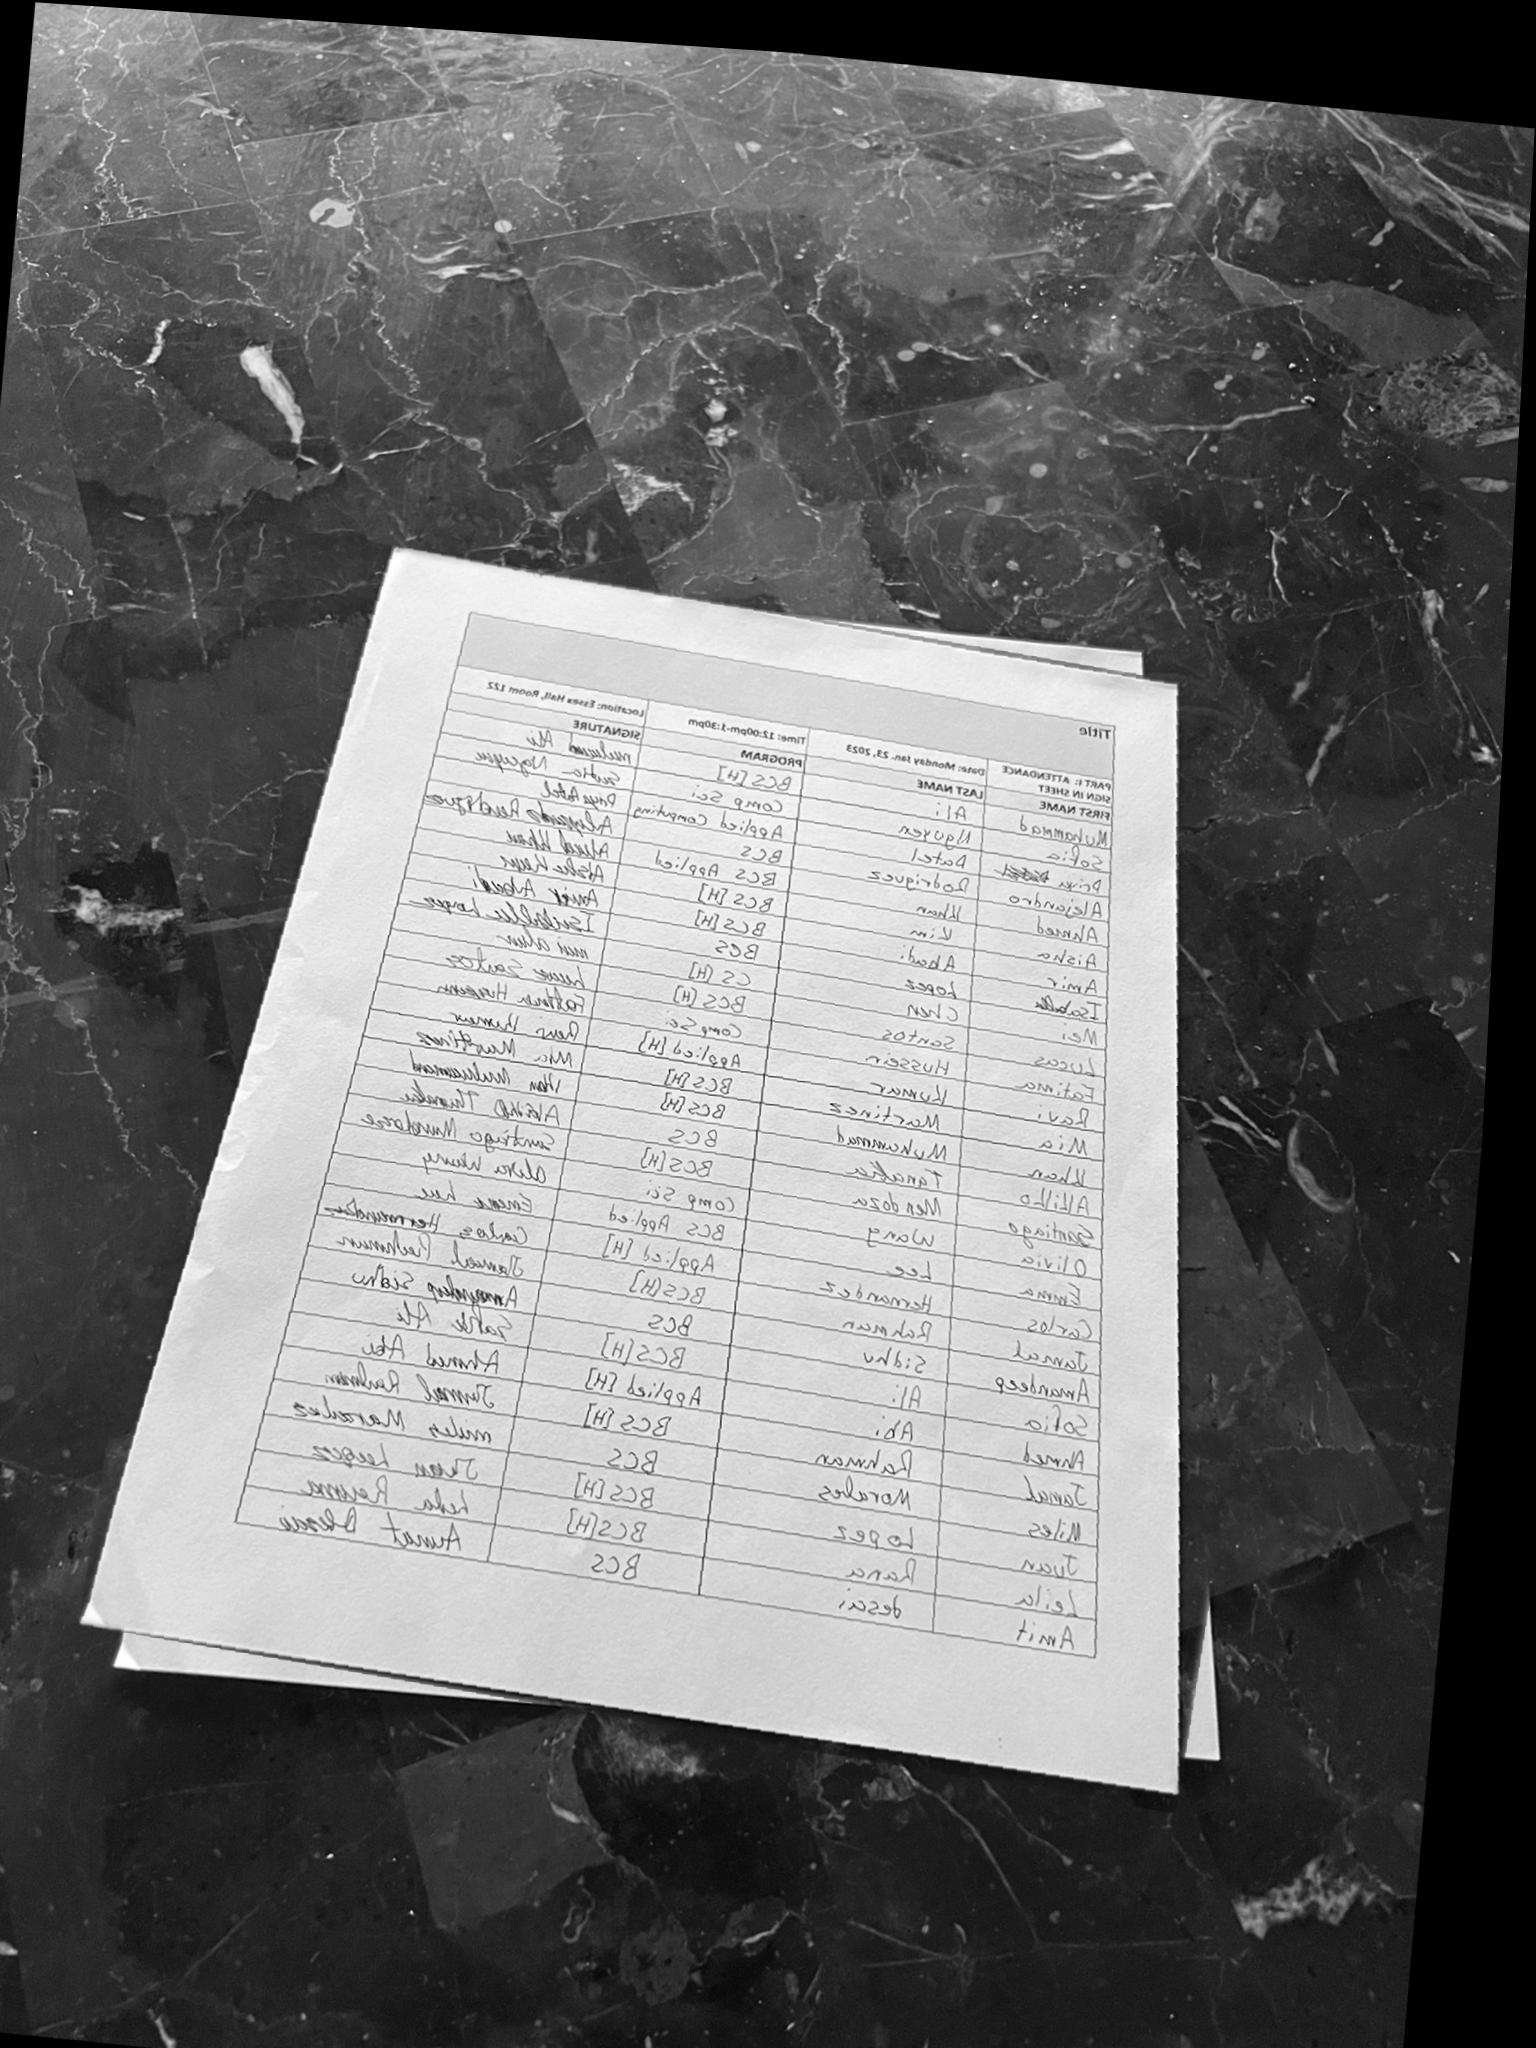 Title
PART I: ATTENDANCE SIGN IN SHEET Date: Monday Jan. 23, 2023 Time: 12:00pm-1:30pm Location: Essex Hall, Room 122
FIRST NAME LAST NAME PROGRAM SIGNATURE
Muhammad Ali BCS [H] muhammad Ali
Sofia Nguyen Comp Sci Sofia Nguyen
Priya Patel Applied Computing Priya Patel
Alejandro Rodriguez BCS Alejandro Rodriguez
Ahmed Khan BCS Applied Ahmed Khan
Aisha Kim BCS [H] Aisha Kim
Amir Abadi BCS [H] Amir Abadi
Isabella Lopez BCS Isabella Lopez
Mei Chen CS [H] mei chen
Lucas Santos BCS [H] Lucas Santos
Fatima Hussein Comp Sci Fatima Hussein
Ravi Kumar Applied [H] Ravi Kumar
Mia Martinez BCS [H] Mia Martinez
Khan Muhammad BCS [H] Khan Muhammad
AKIKO Tanaka BCS AKIKO Tanaka
Santiago Mendoza BCS [H] Santiago Mendoza
Olivia Wang Comp Sci Olivia Wang
Emma Lee BCS Applied Emma Lee
Carlos Hernandez Applied [H] Carlos Hernandez
Jamal Rahman BCS [H] Jamal Rahman
Amandeep Sidhu BCS Amandeep Sidhu
Sofia Ali BCS [H] Sofia Ali
Ahmed Abi Applied [H] Ahmed Abi
Jamal Rahman BCS [H] Jamal Rahman
Miles Morales BCS miles Morales
Juan Lopez BCS [H] Juan Lopez
Leila Rana BCS [H] Leila Rana
Amit desai BCS Amit Desai